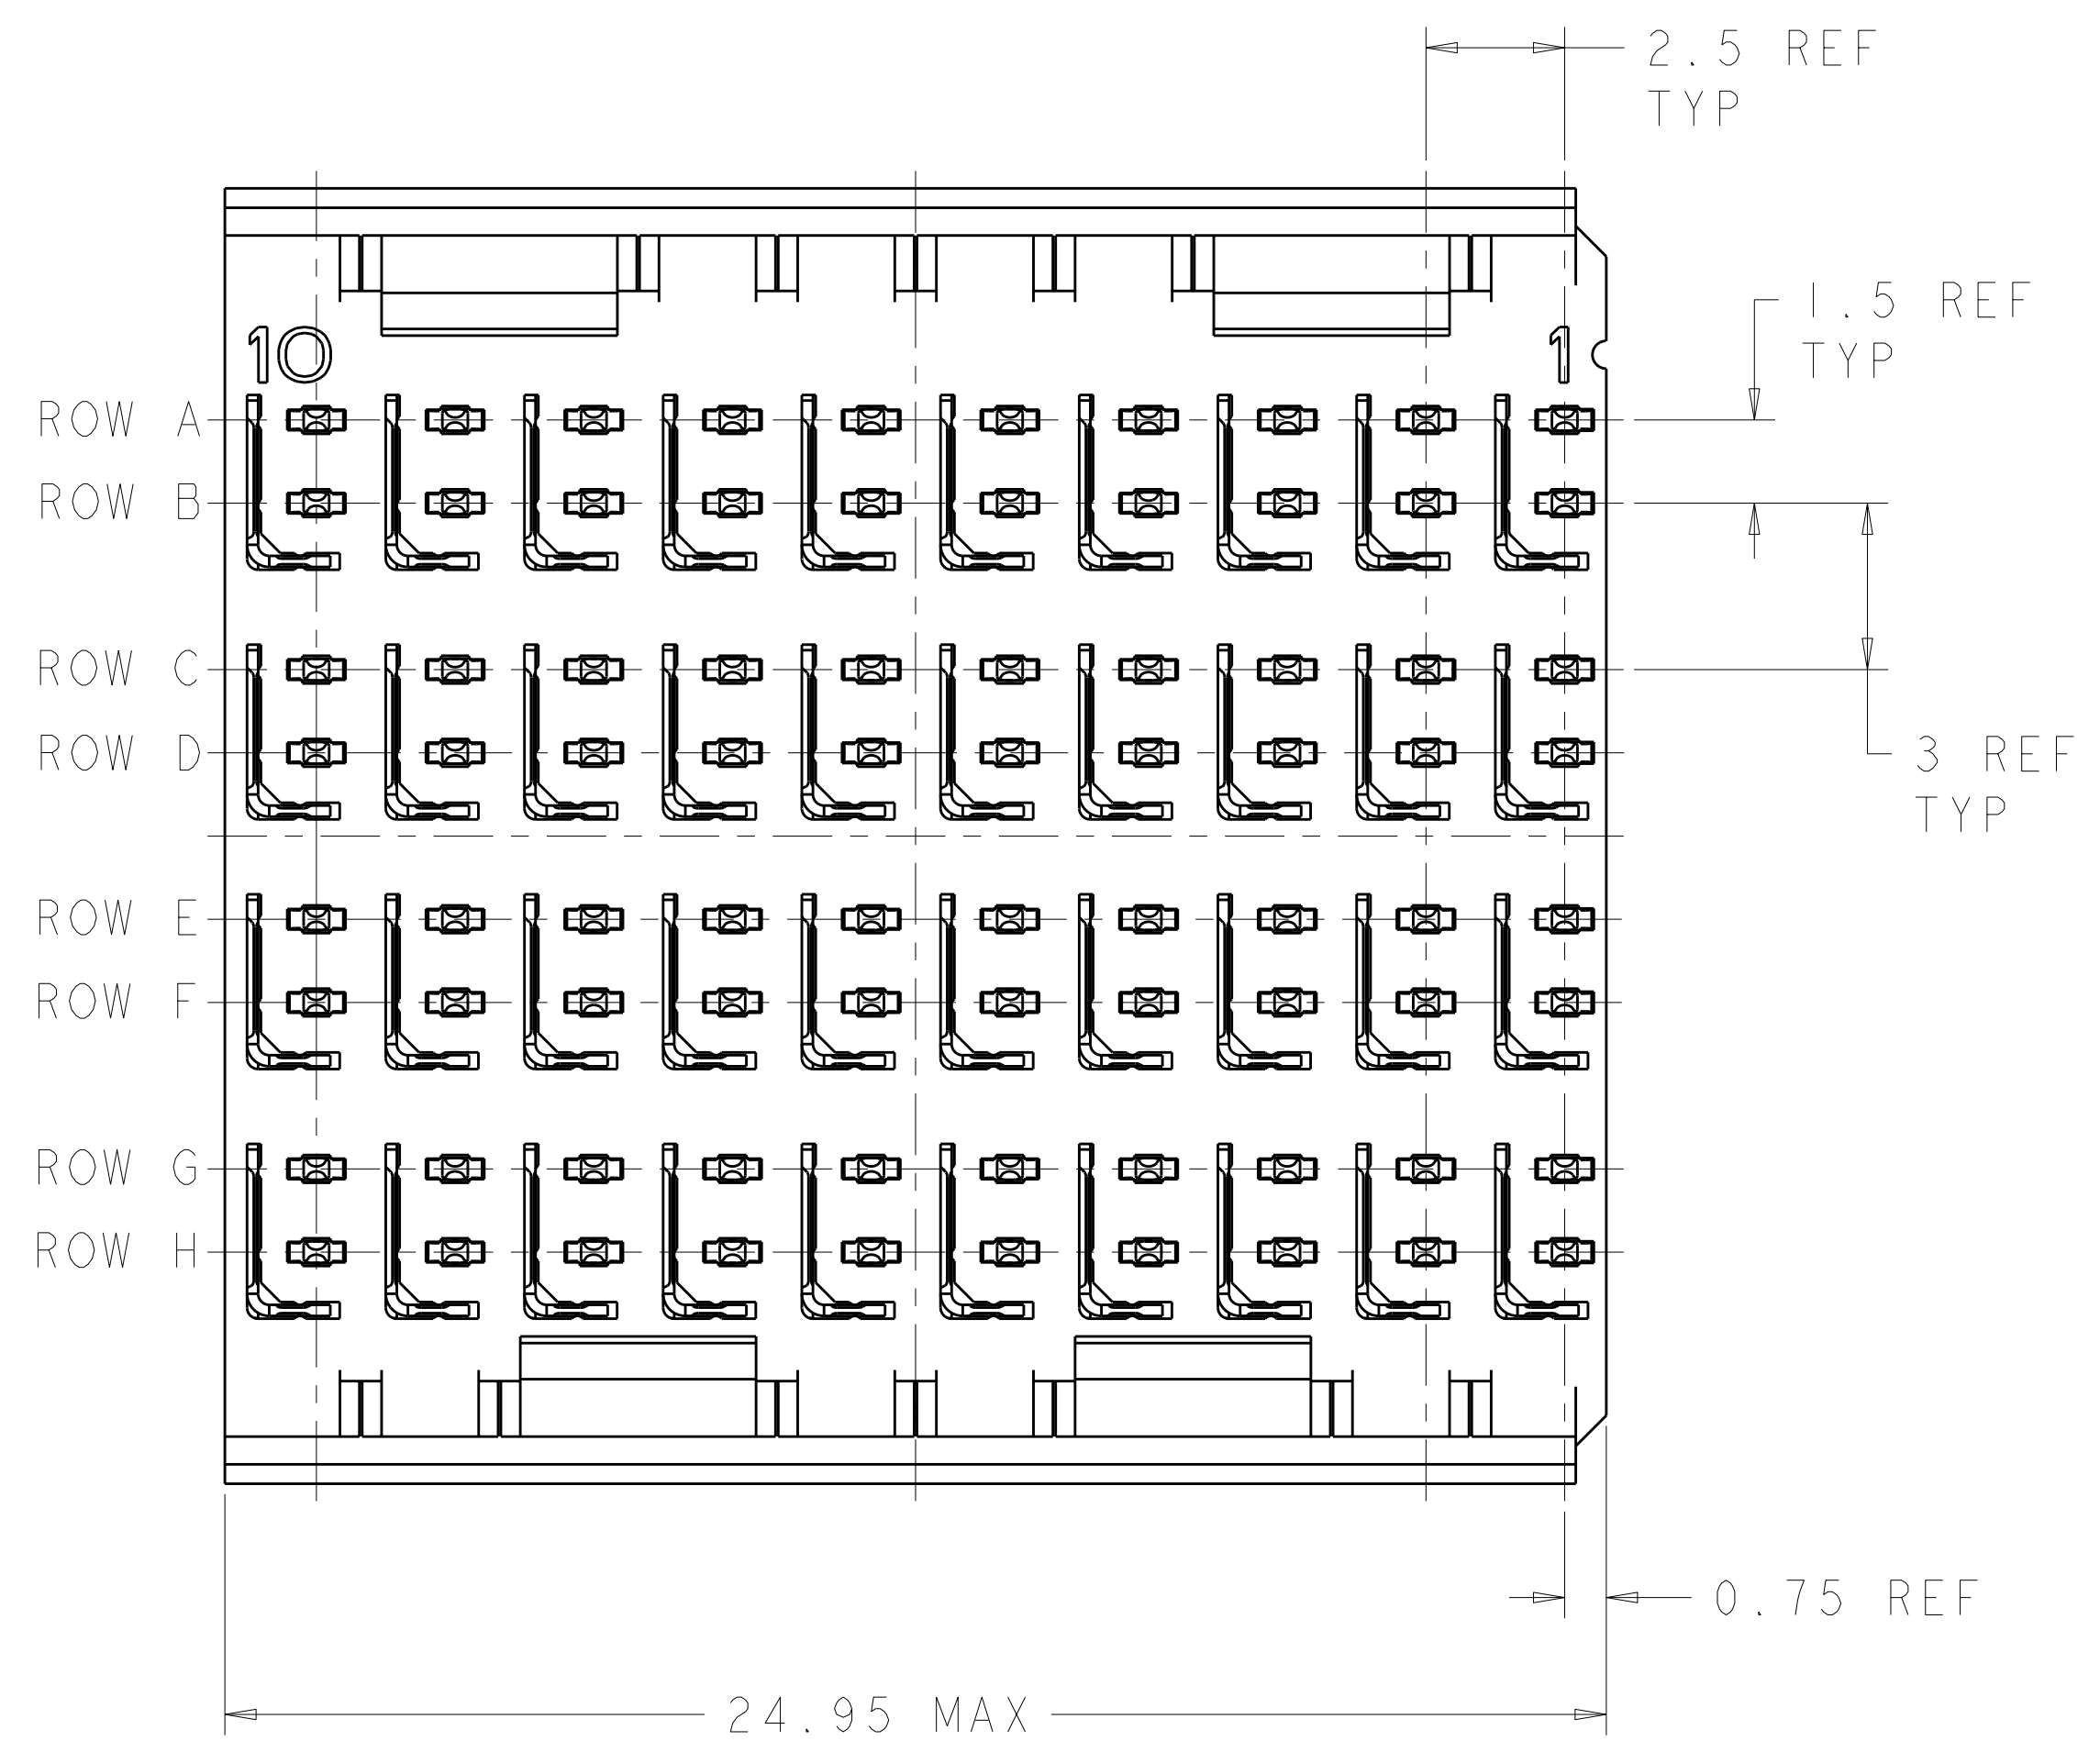 2.5 REF
TYP
1.5 REF
TYP
10
1
ROW A
ROW B
ROW C
ROW D
3 REF
TYP
ROW E
ROW F
ROW G
ROW H
0.75 REF
24.95 MAX